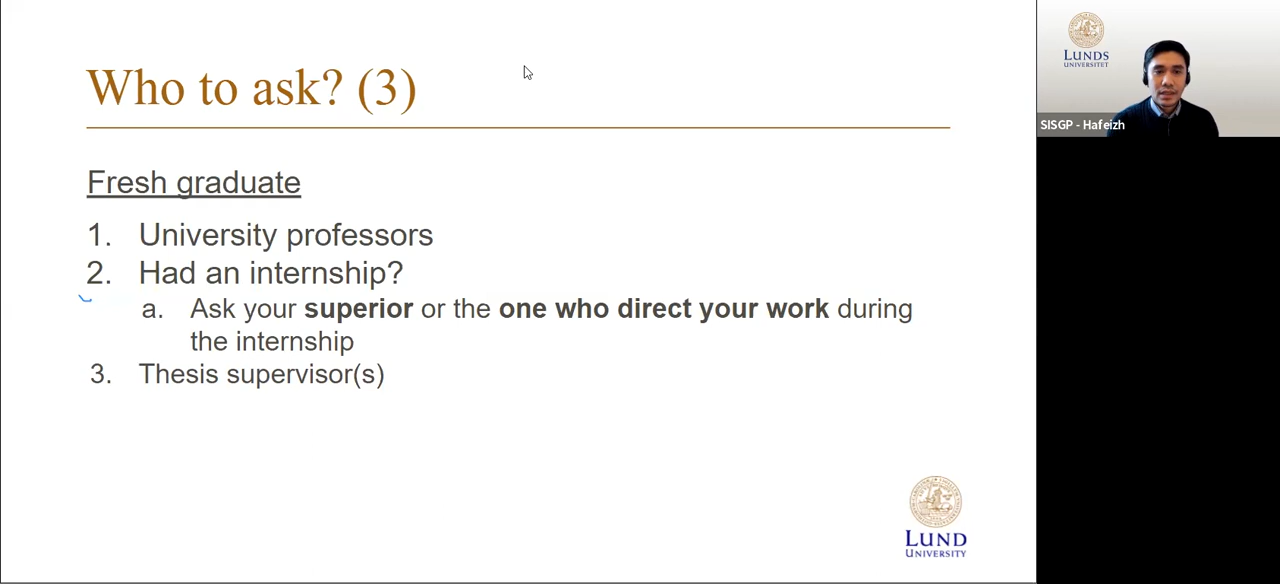 Who to ask? (3)
Fresh graduate
1. University professors
2. Had an internship?
a. Ask your superior or the one who direct your work during
the internship
3. Thesis supervisor(s)
LUND
UNIVERSITY
LUNDS
UNIVERSITET
SISGP - Hafeizh